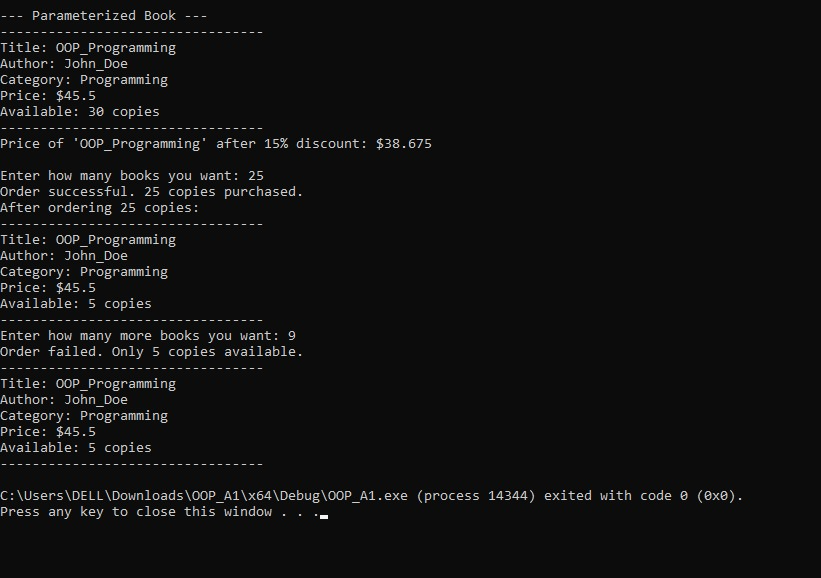 --- Parameterized Book ---
---------------------------------
Title: OOP_Programming
Author: John_Doe
Category: Programming
Price: $45.5
Available: 30 copies
---------------------------------
Price of 'OOP_Programming' after 15% discount: $38.675
Enter how many books you want: 25
Order successful. 25 copies purchased.
After ordering 25 copies:
---------------------------------
Title: OOP_Programming
Author: John_Doe
Category: Programming
Price: $45.5
Available: 5 copies
---------------------------------
Enter how many more books you want: 9
Order failed. Only 5 copies available.
---------------------------------
Title: OOP_Programming
Author: John_Doe
Category: Programming
Price: $45.5
Available: 5 copies
---------------------------------
C:\Users\DELL\Downloads\OOP_A1\x64\Debug\OOP_A1.exe (process 14344) exited with code 0 (0x0).
Press any key to close this window . . .